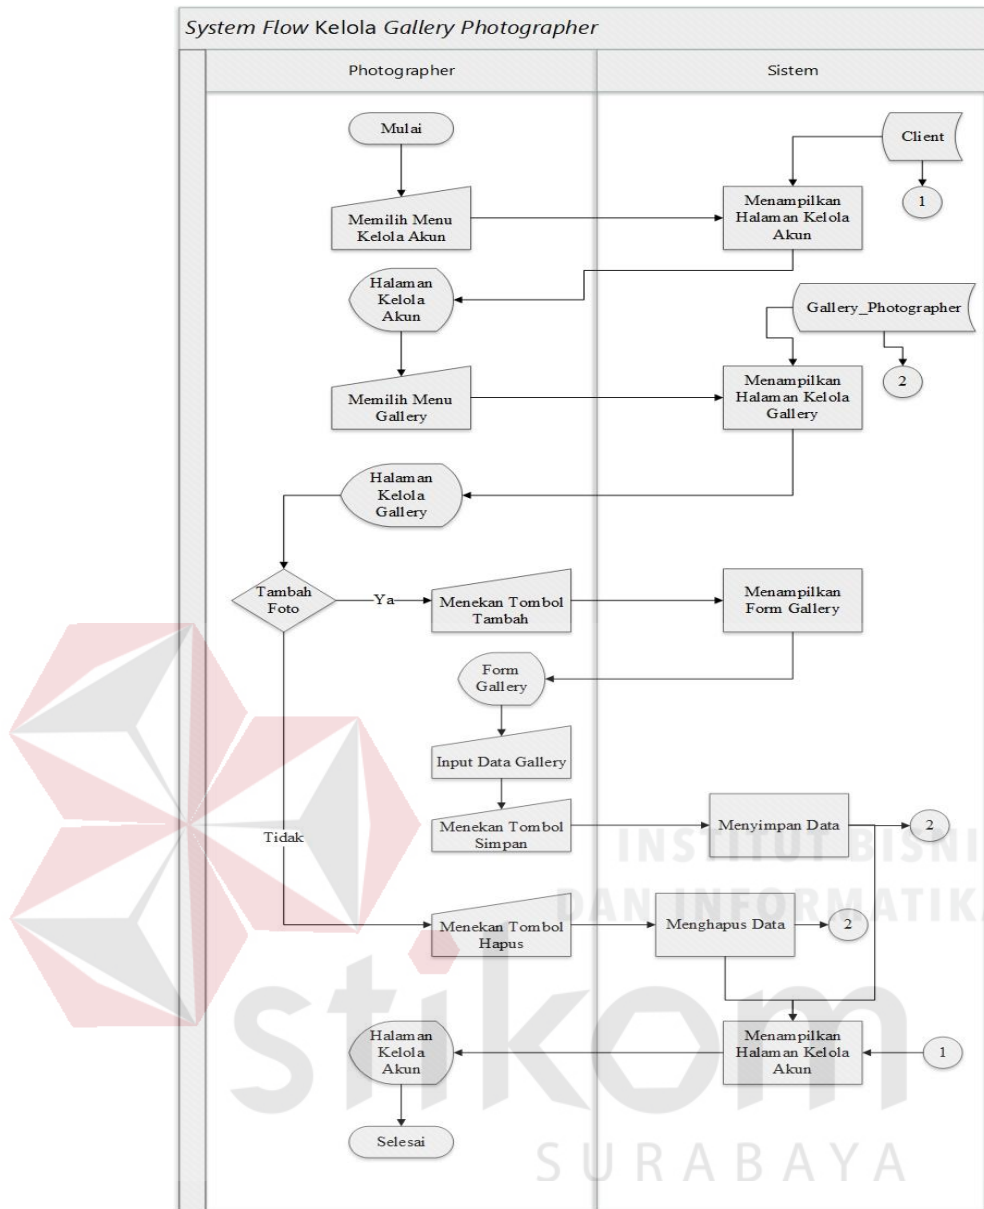 System Flow Kelola Gallery Photographer
Photographer
Sistem
Mulai
Client
1
Memilih Menu
Kelola Akun
Menampilkan
Halaman Kelola
Akun
Halaman
Kelola
Akun
Gallery_Photographer
2
Memilih Menu
Gallery
Menampilkan
Halaman Kelola
Gallery
Halaman
Kelola
Gallery
Tambah
Foto
Ya
Menekan Tombol
Tambah
Menampilkan
Form Gallery
Form
Gallery
Input Data Gallery
Menekan Tombol
Simpan
Menyimpan Data
2
Tidak
INSTITUT BISNI
DAN INFORMATIKA
Menekan Tombol
Hapus
Menghapus Data
2
stikom
Halaman
Kelola
Akun
Menampilkan
Halaman Kelola
Akun
1
Selesai
SURABAYA